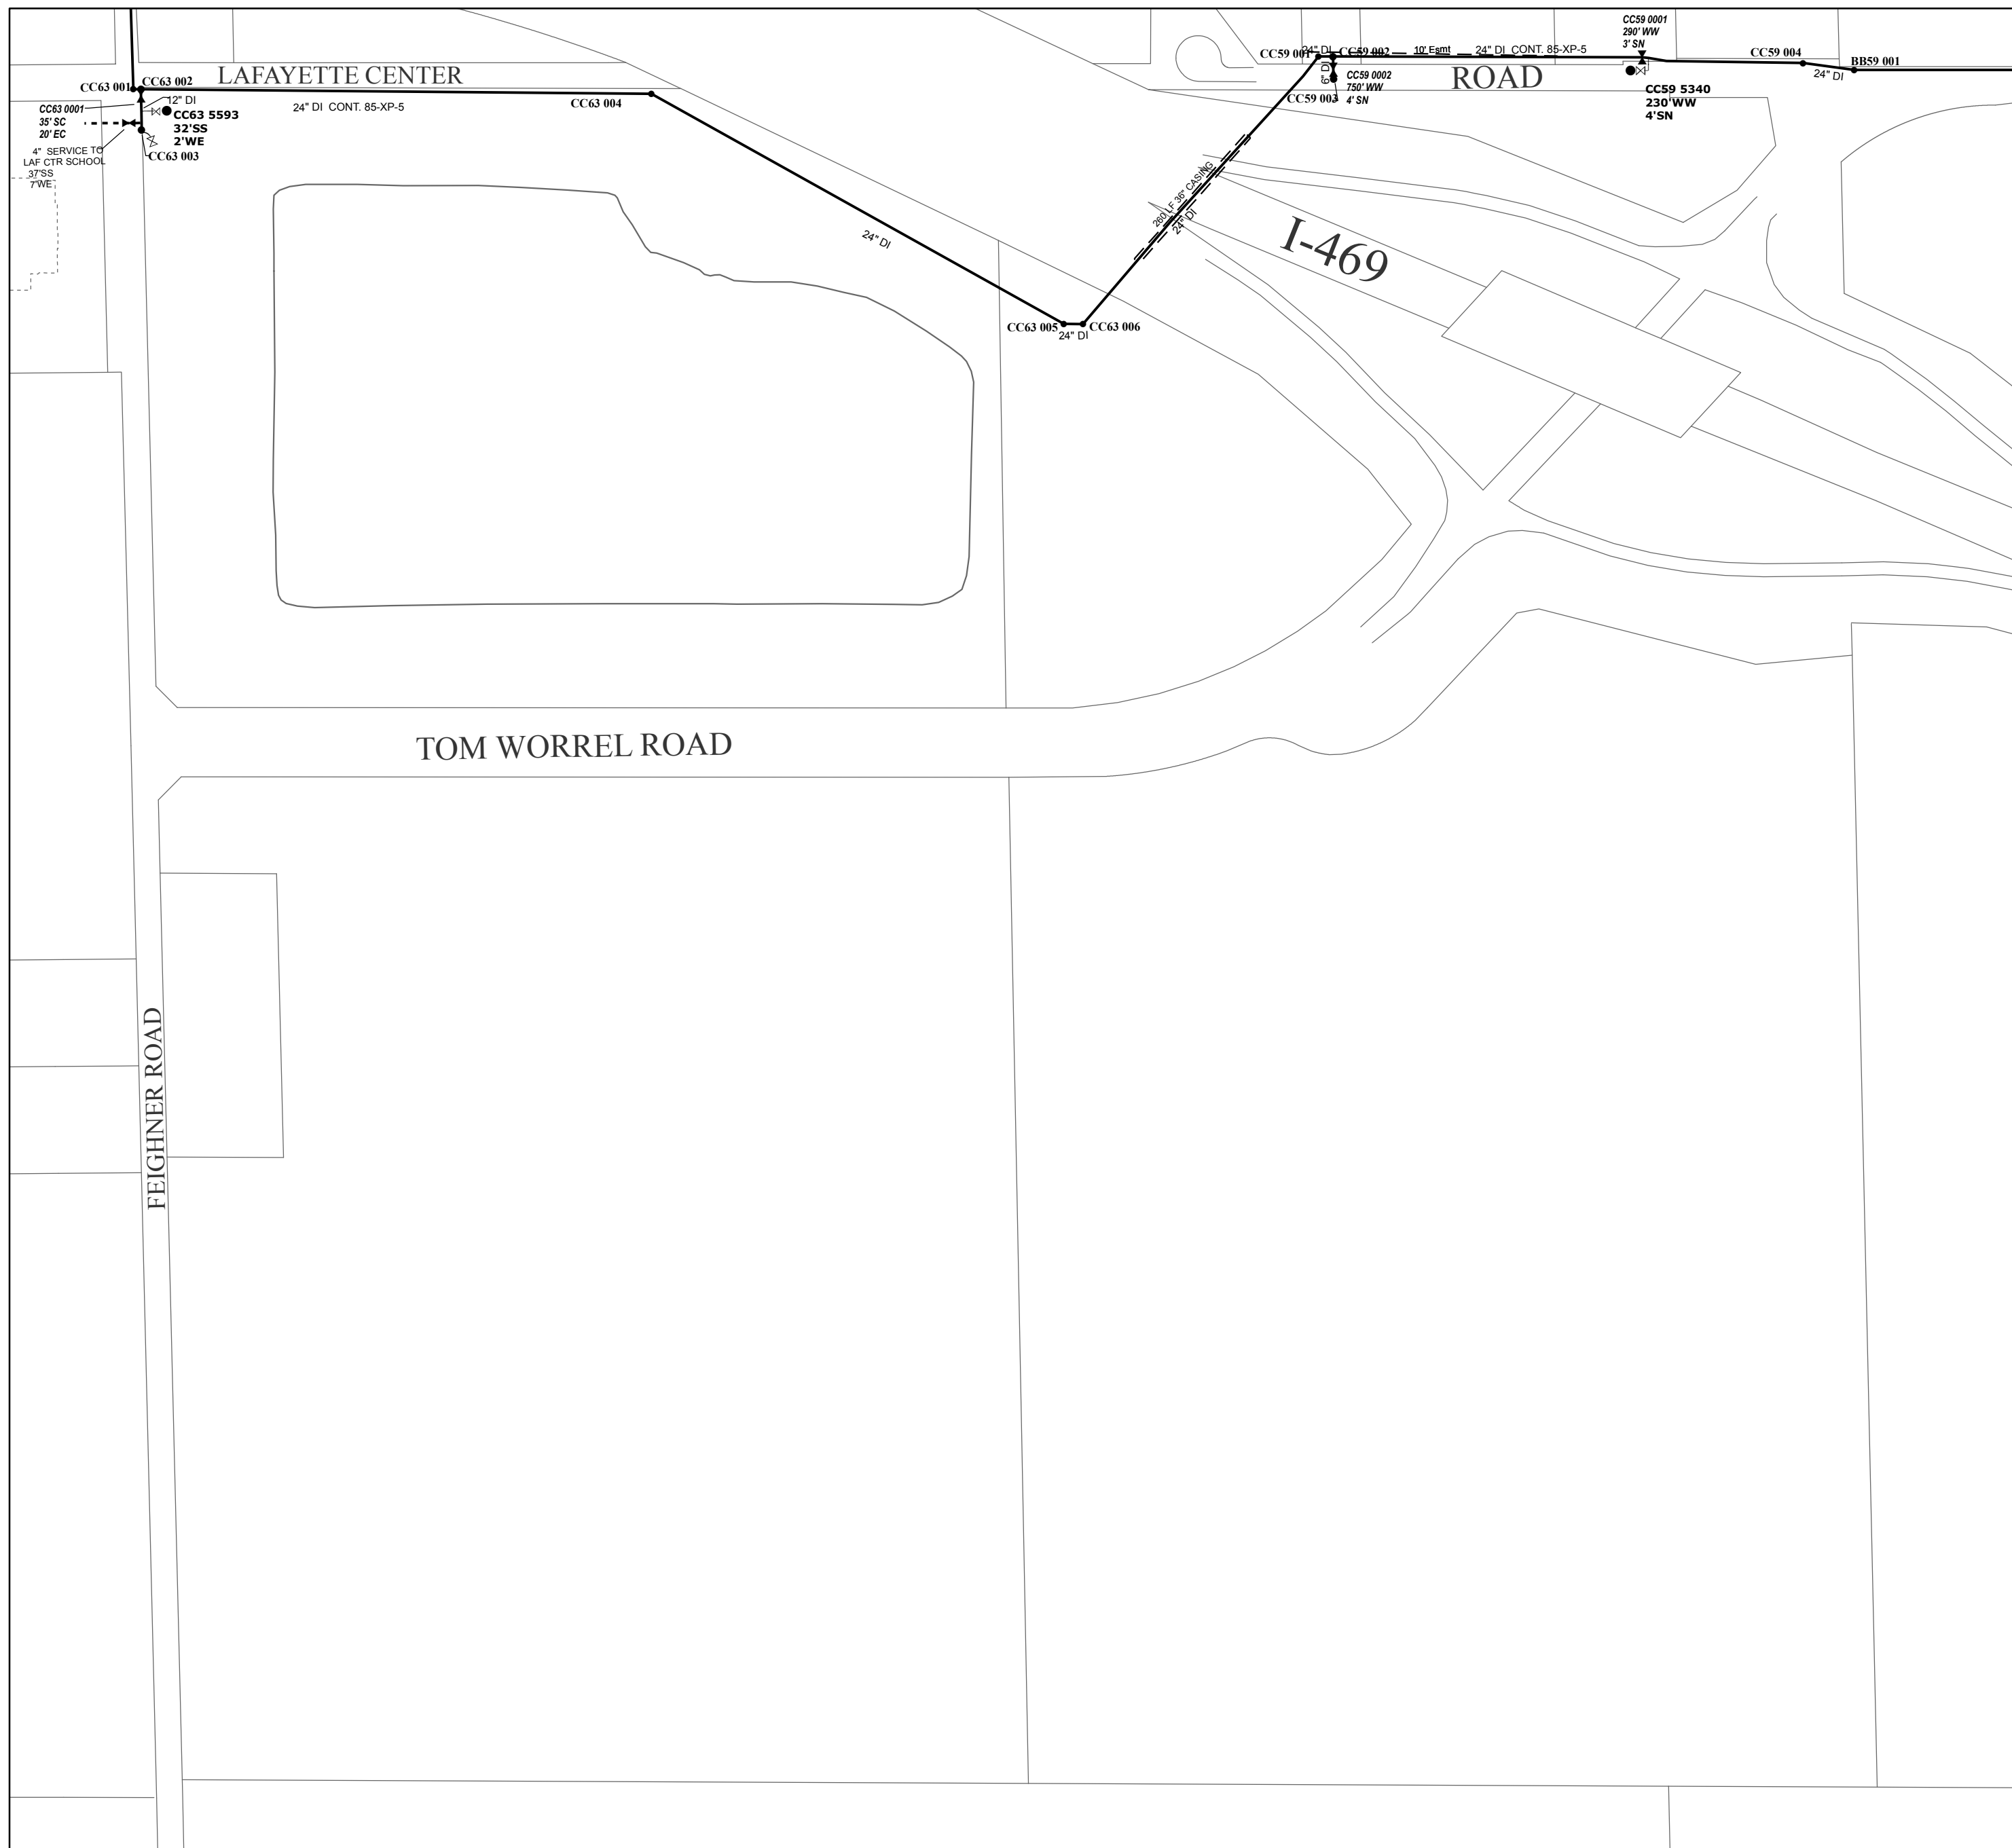 CC63 001
CC63 002
LAFAYETTE CENTER
12" DI
CC63 0001
35' SC
20' EC
CC63 5593
32'SS
2'WE
4" SERVICE TO
LAF CTR SCHOOL
37'SS
7'WE
CC63 003
24" DI CONT. 85-XP-5
CC63 004
24" DI
CC63 005
CC63 006
24" DI
260 LF 36" CASING
24" DI
CC59 001
24" DI
CC59 002
6" DI
CC59 003
CC59 0002
750' WW
4' SN
10' Esmt
24" DI CONT. 85-XP-5
ROAD
CC59 0001
290' WW
3' SN
CC59 5340
230'WW
4'SN
CC59 004
24" DI
BB59 001
I-469
TOM WORREL ROAD
FEIGHNER ROAD